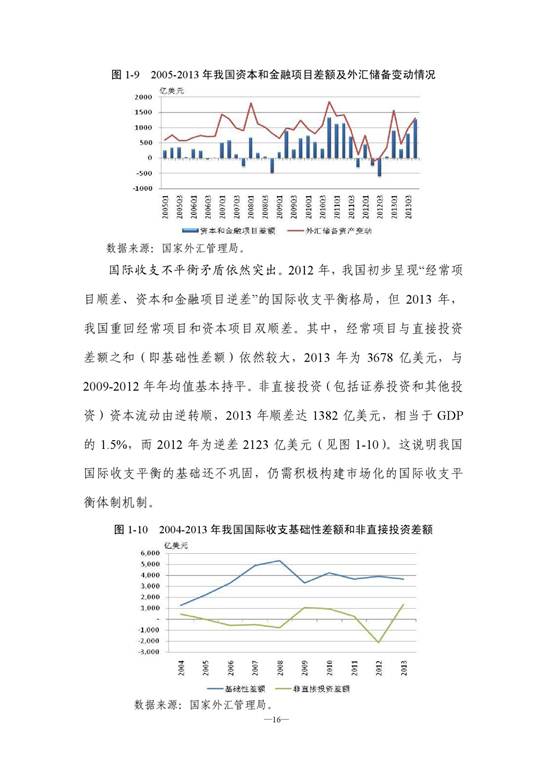 图 1-9 2005-2013 年我国资本和金融项目差额及外汇储备变动情况
亿美元
2000
1500
1000
500
0
-500
-1000
2005Q1 2005Q3 2006Q1 2006Q3 2007Q1 2007Q3 2008Q1 2008Q3 2009Q1 2009Q3 2010Q1 2010Q3 2011Q1 2011Q3 2012Q1 2012Q3 2013Q1 2013Q3
资本和金融项目差额 外汇储备资产变动
数据来源：国家外汇管理局。
国际收支不平衡矛盾依然突出。2012 年，我国初步呈现“经常项
目顺差、资本和金融项目逆差”的国际收支平衡格局，但 2013 年，
我国重回经常项目和资本项目双顺差。其中，经常项目与直接投资
差额之和（即基础性差额）依然较大，2013 年为 3678 亿美元，与
2009-2012 年年均值基本持平。非直接投资（包括证券投资和其他投
资）资本流动由逆转顺，2013 年顺差达 1382 亿美元，相当于 GDP
的 1.5%，而 2012 年为逆差 2123 亿美元（见图 1-10）。这说明我国
国际收支平衡的基础还不巩固，仍需积极构建市场化的国际收支平
衡体制机制。
图 1-10 2004-2013 年我国国际收支基础性差额和非直接投资差额
亿美元
6,000
5,000
4,000
3,000
2,000
1,000
-
-1,000
-2,000
-3,000
2004 2005 2006 2007 2008 2009 2010 2011 2012 2013
基础性差额 非直接投资差额
数据来源：国家外汇管理局。
—16—